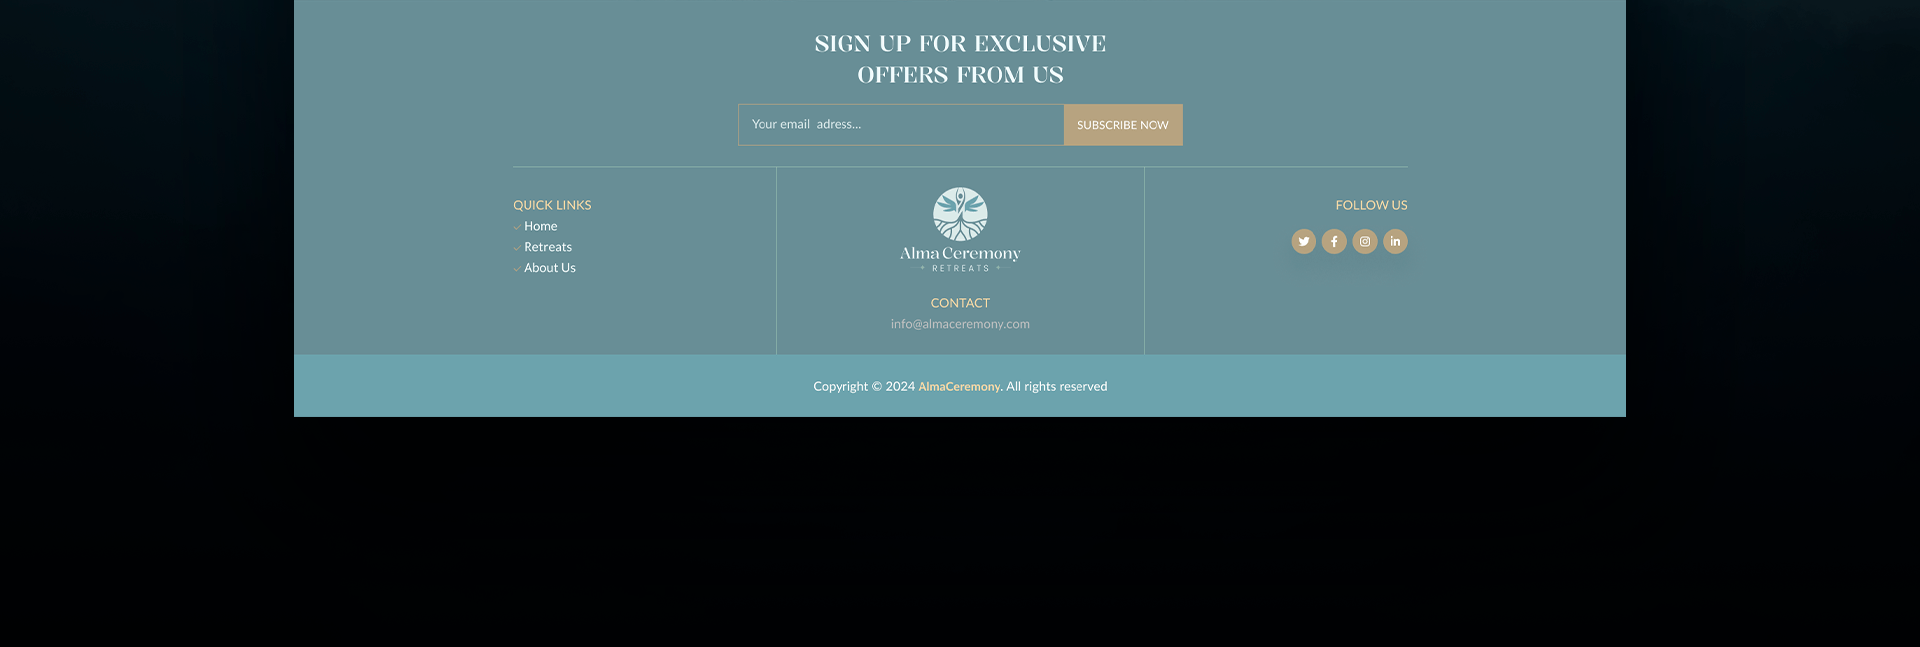 SIGN UP FOR EXCLUSIVE
OFFERS FROM US
Your email  adress...
SUBSCRIBE NOW
QUICK LINKS
Home
Retreats
About Us
Alma Ceremony
RETREATS
CONTACT
info@almaceremony.com
FOLLOW US
Copyright © 2024 AlmaCeremony. All rights reserved